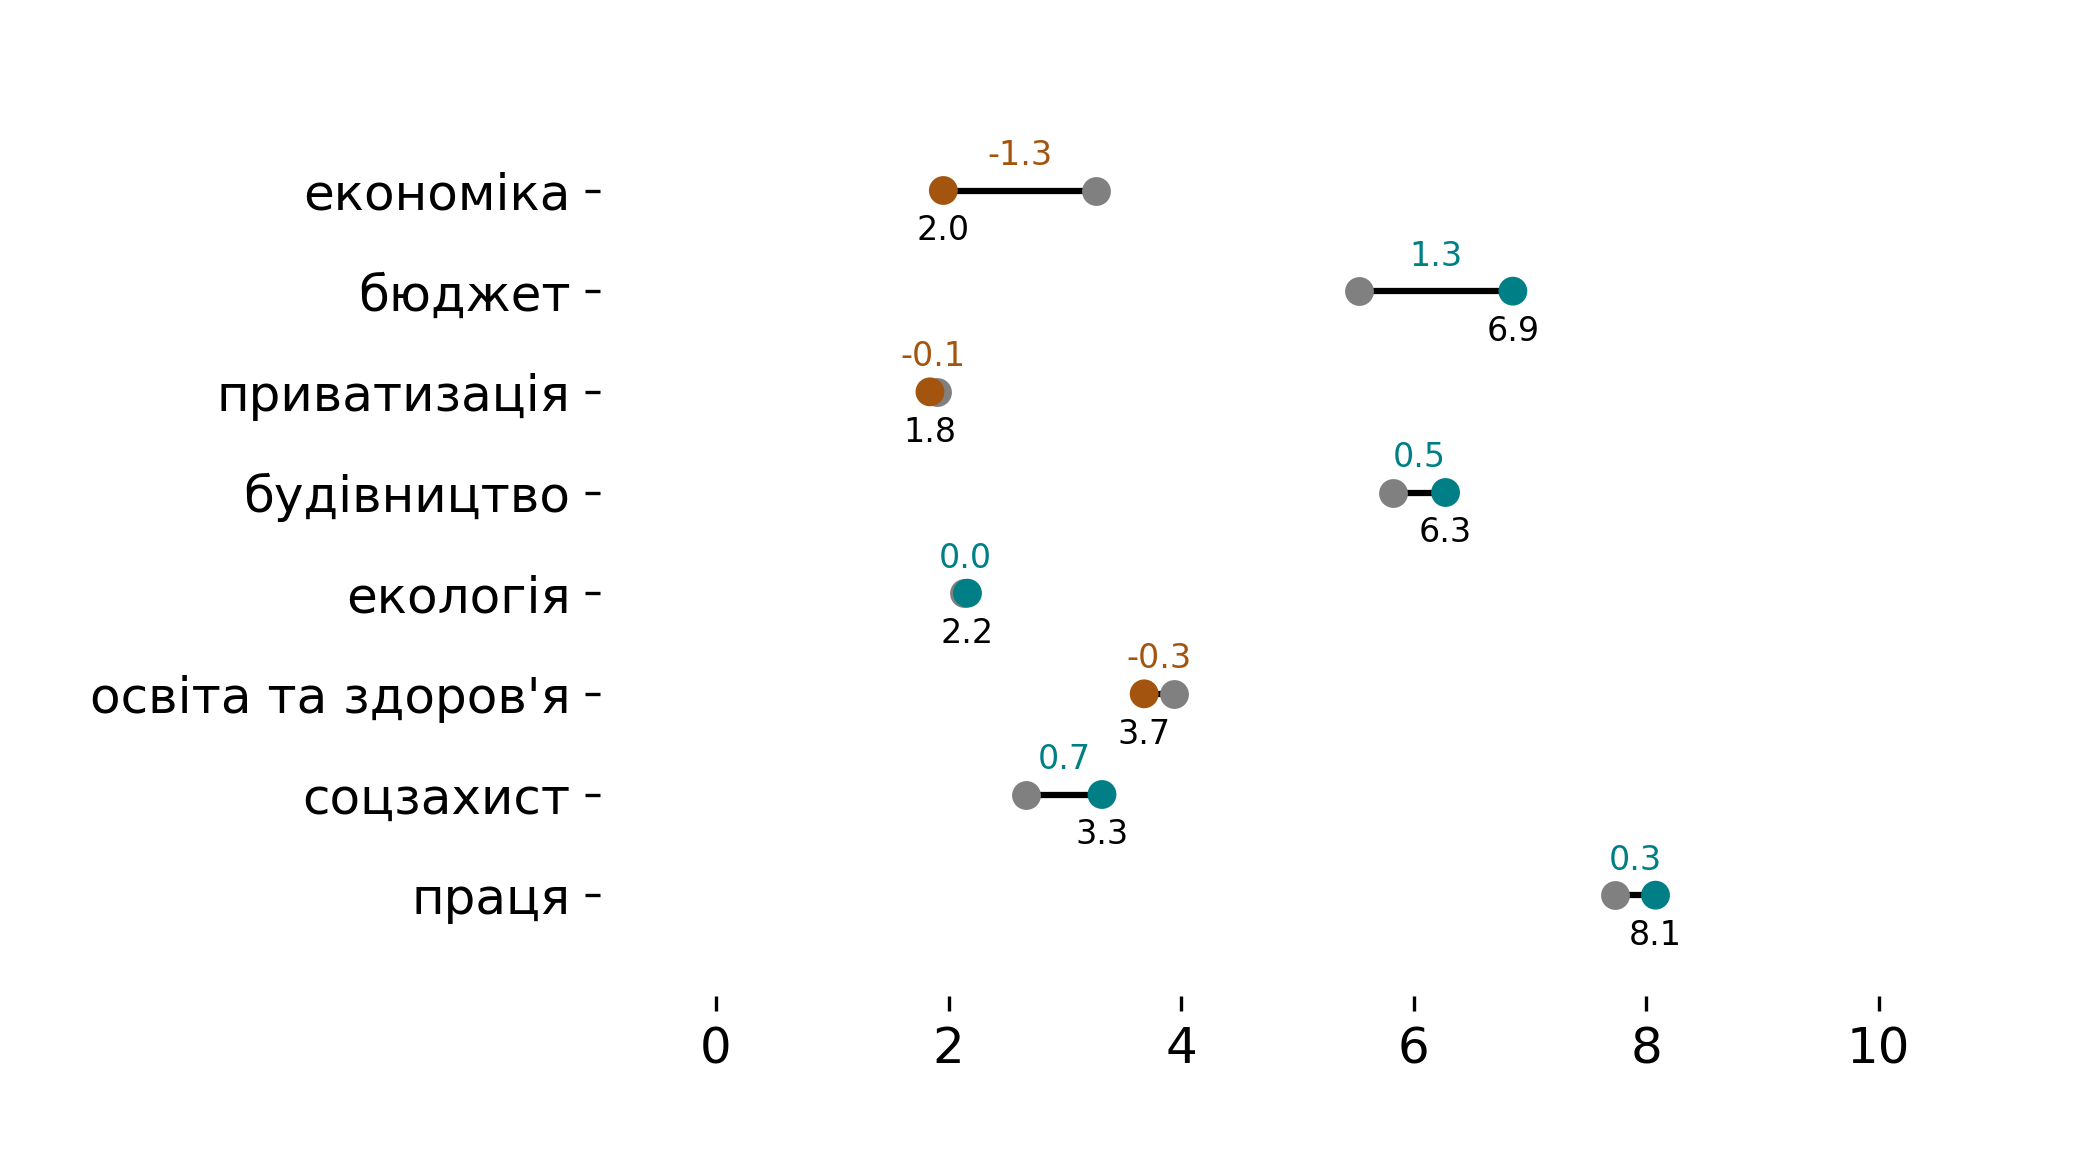 -1.3
економіка
2.0
1.3
бюджет
6.9
-0.1
приватизація
1.8
0.5
будівництво
6.3
0.0
екологія
2.2
-0.3
освіта та здоров'я
3.7
0.7
соцзахист
3.3
0.3
праця
8.1
0 2 4 6 8 10